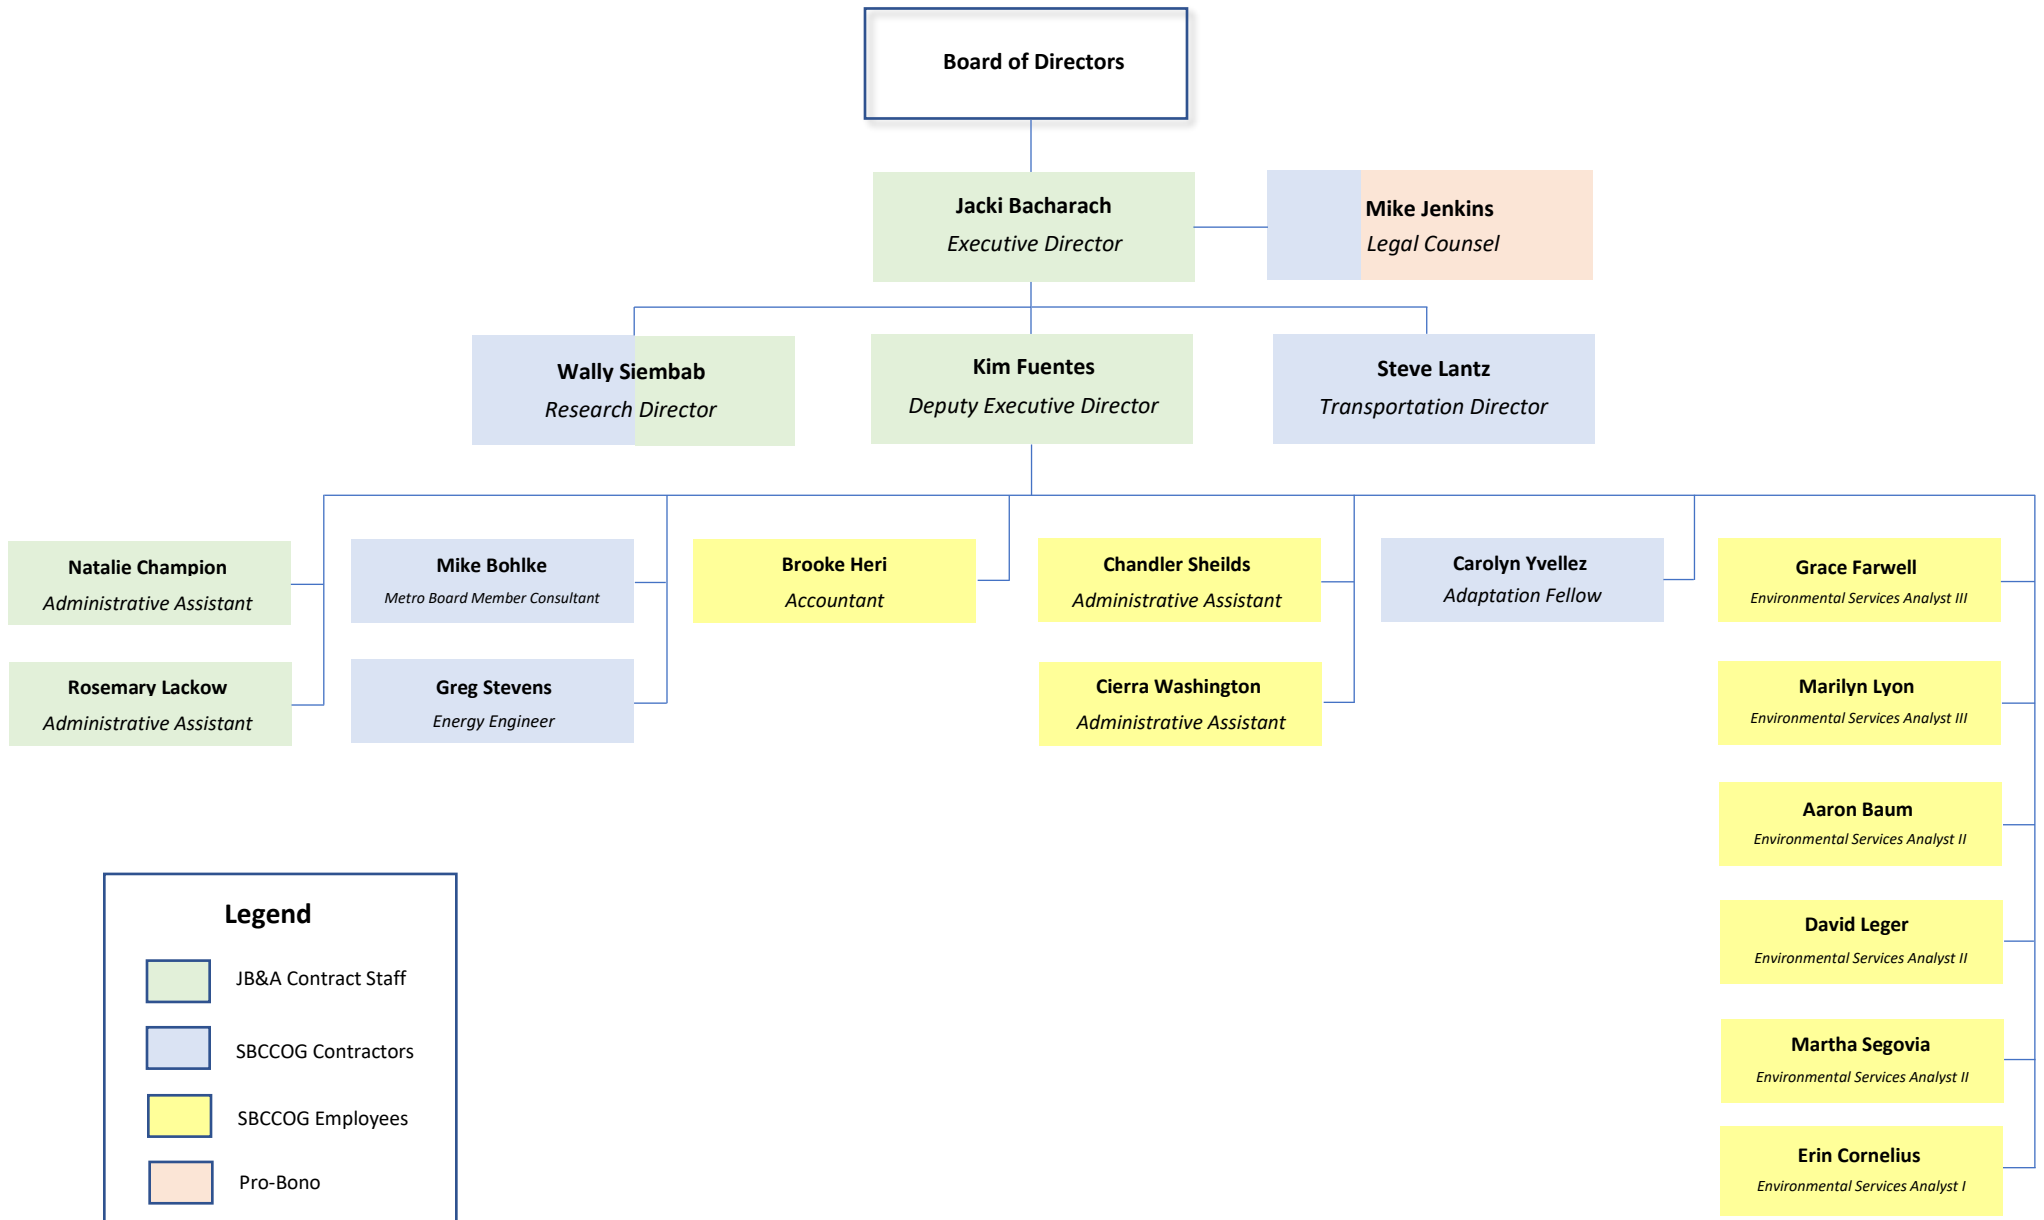 Board of Directors
Jacki Bacharach
Executive Director
Mike Jenkins
Legal Counsel
Wally Siembab
Research Director
Kim Fuentes
Deputy Executive Director
Steve Lantz
Transportation Director
Natalie Champion
Administrative Assistant
Rosemary Lackow
Administrative Assistant
Mike Bohlke
Metro Board Member Consultant
Greg Stevens
Energy Engineer
Brooke Heri
Accountant
Chandler Sheilds
Administrative Assistant
Cierra Washington
Administrative Assistant
Carolyn Yvellez
Adaptation Fellow
Grace Farwell
Environmental Services Analyst III
Marilyn Lyon
Environmental Services Analyst III
Aaron Baum
Environmental Services Analyst II
David Leger
Environmental Services Analyst II
Martha Segovia
Environmental Services Analyst II
Erin Cornelius
Environmental Services Analyst I
Legend
JB&A Contract Staff
SBCCOG Contractors
SBCCOG Employees
Pro-Bono